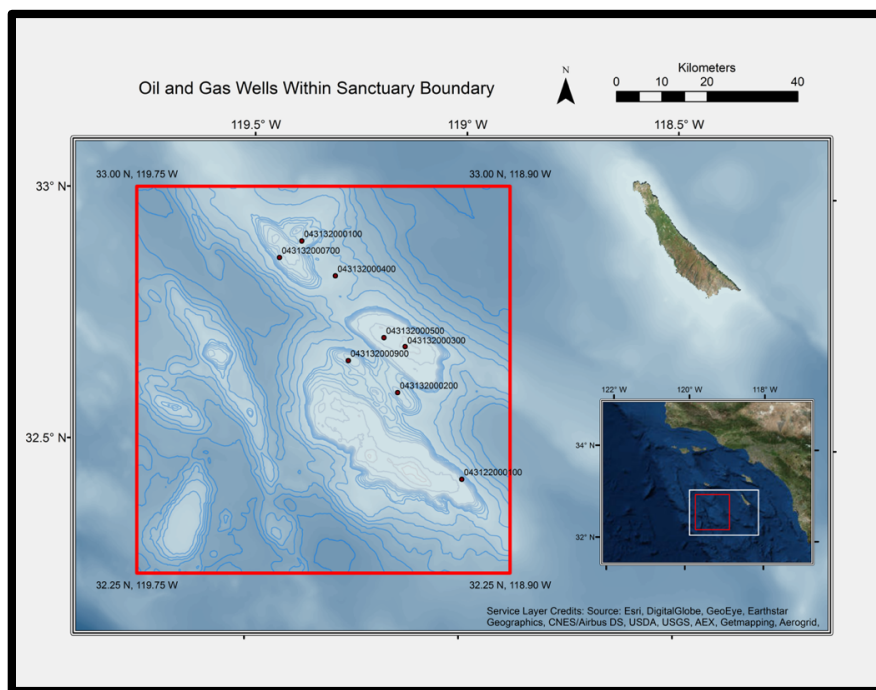 Oil and Gas Wells Within Sanctuary Boundary
N
Kilometers
0 10 20 40
119.5° W 119° W 118.5° W
33° N
33.00 N, 119.75 W 33.00 N, 118.90 W
043132000100
043132000700
043132000400
043132000500
043132000300
043132000900
043132000200
32.5° N
043122000100
122° W 120° W 118° W
34° N
32° N
32.25 N, 119.75 W 32.25 N, 118.90 W
Service Layer Credits: Source: Esri, DigitalGlobe, GeoEye, Earthstar
Geographics, CNES/Airbus DS, USDA, USGS, AEX, Getmapping, Aerogrid,